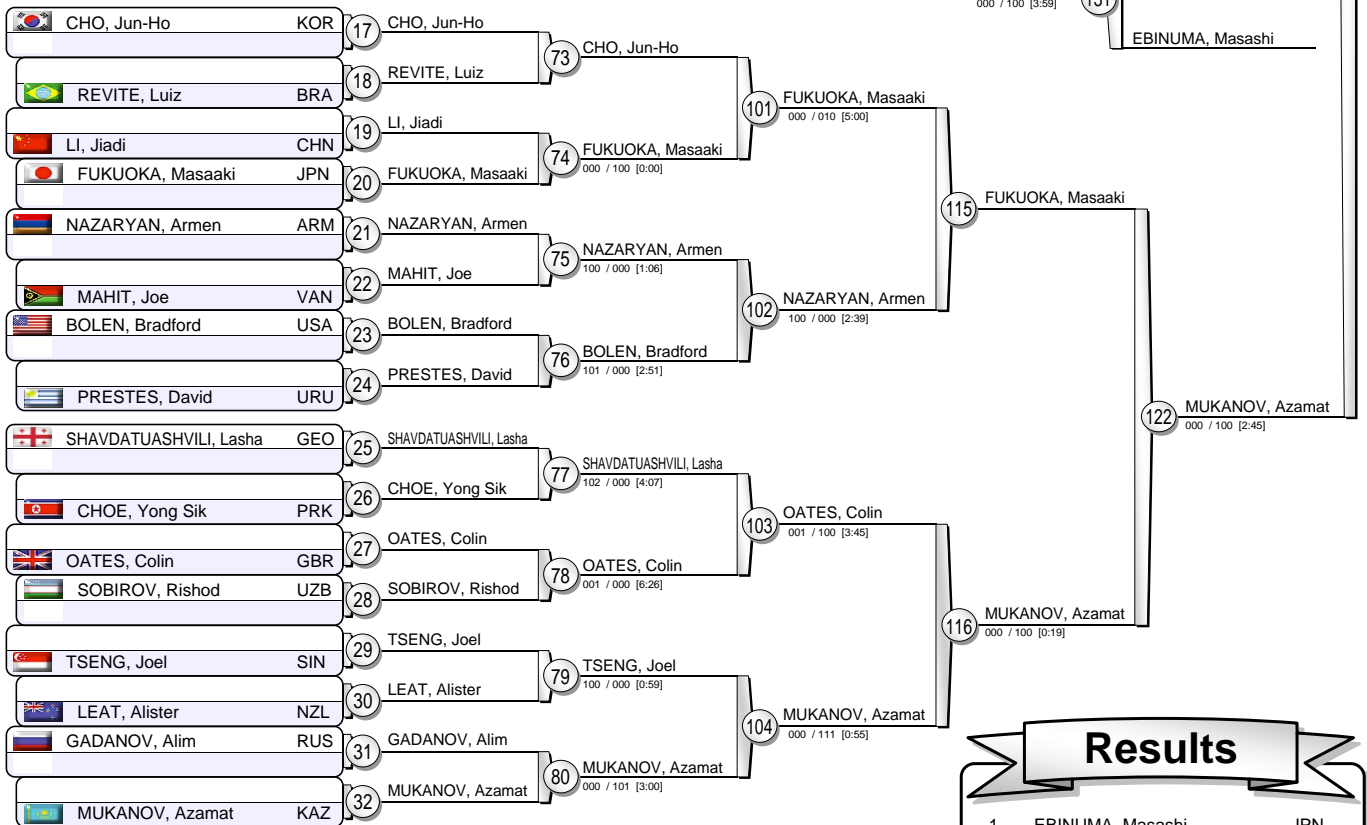 000 / 100 [3:59]
131
EBINUMA, Masashi
CHO, Jun-Ho KOR
17
CHO, Jun-Ho
73
CHO, Jun-Ho
REVITE, Luiz BRA
18
REVITE, Luiz
101
FUKUOKA, Masaaki
000 / 010 [5:00]
LI, Jiadi CHN
19
LI, Jiadi
74
FUKUOKA, Masaaki
000 / 100 [0:00]
FUKUOKA, Masaaki JPN
20
FUKUOKA, Masaaki
115
FUKUOKA, Masaaki
NAZARYAN, Armen ARM
21
NAZARYAN, Armen
75
NAZARYAN, Armen
100 / 000 [1:06]
MAHIT, Joe VAN
22
MAHIT, Joe
102
NAZARYAN, Armen
100 / 000 [2:39]
BOLEN, Bradford USA
23
BOLEN, Bradford
76
BOLEN, Bradford
101 / 000 [2:51]
PRESTES, David URU
24
PRESTES, David
122
MUKANOV, Azamat
000 / 100 [2:45]
SHAVDATUASHVILI, Lasha GEO
25
SHAVDATUASHVILI, Lasha
77
SHAVDATUASHVILI, Lasha
102 / 000 [4:07]
CHOE, Yong Sik PRK
26
CHOE, Yong Sik
103
OATES, Colin
001 / 100 [3:45]
OATES, Colin GBR
27
OATES, Colin
78
OATES, Colin
001 / 000 [6:26]
SOBIROV, Rishod UZB
28
SOBIROV, Rishod
116
MUKANOV, Azamat
000 / 100 [0:19]
TSENG, Joel SIN
29
TSENG, Joel
79
TSENG, Joel
100 / 000 [0:59]
LEAT, Alister NZL
30
LEAT, Alister
104
MUKANOV, Azamat
000 / 111 [0:55]
GADANOV, Alim RUS
31
GADANOV, Alim
80
MUKANOV, Azamat
000 / 101 [3:00]
MUKANOV, Azamat KAZ
32
MUKANOV, Azamat
Results
1 EBINUMA, Masashi JPN